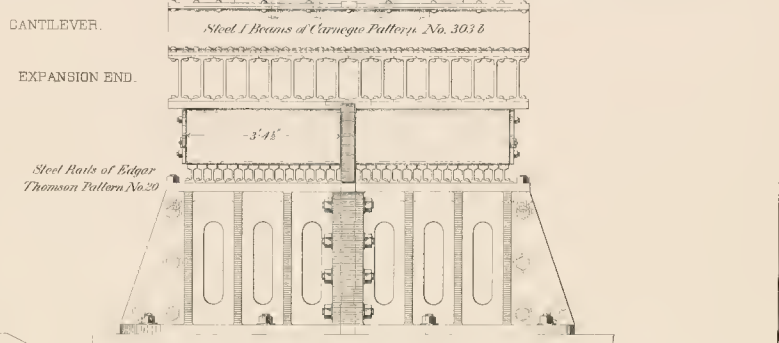 CANTILEVER.
Steel I Beams of Carnegie Pattern No. 303 b
EXPANSION END.
3' 4½"
Steel Rails of Edgar
Thomson Pattern No. 20